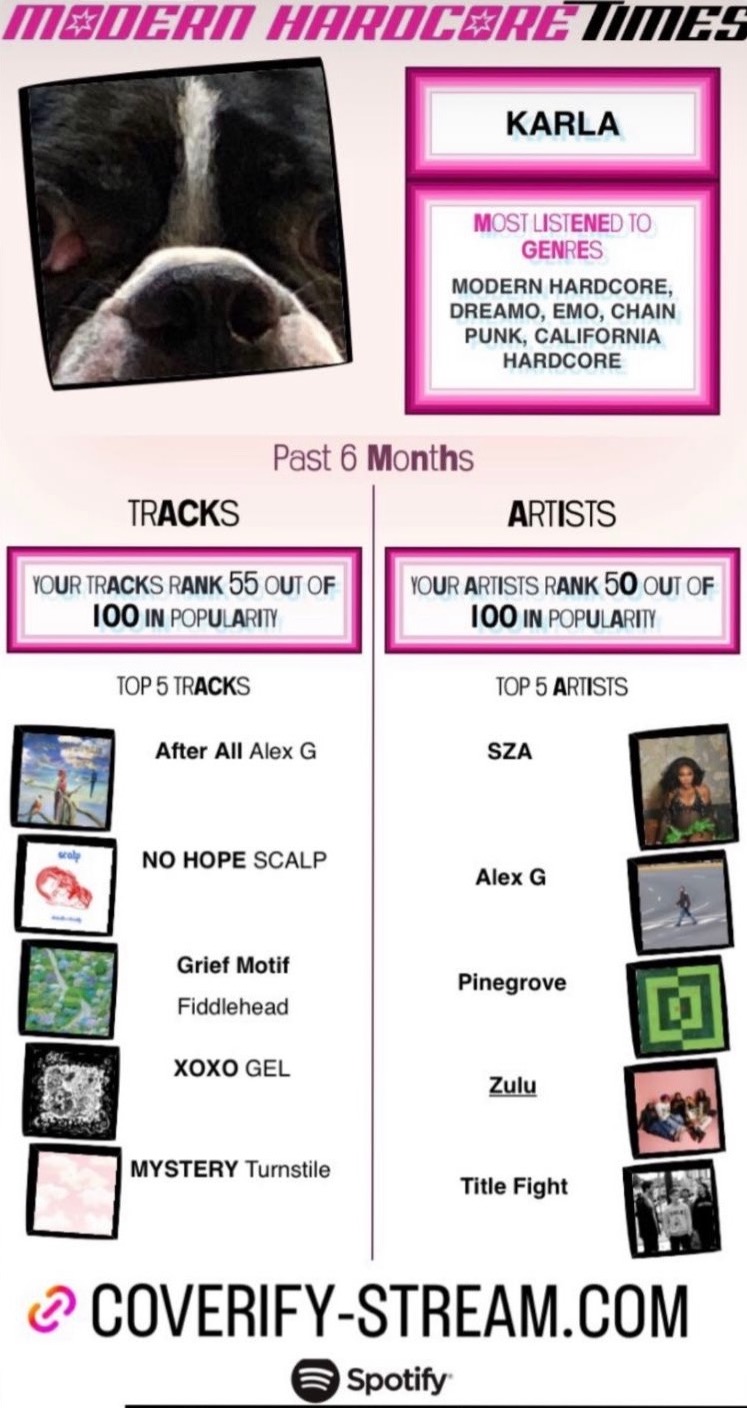 MODERN HARDCORE TIMES
KARLA
MOST LISTENED TO
GENRES
MODERN HARDCORE,
DREAMO, EMO, CHAIN
PUNK, CALIFORNIA
HARDCORE
Past 6 Months
TRACKS
YOUR TRACKS RANK 55 OUT OF
100 IN POPULARITY
TOP 5 TRACKS
After All Alex G
scalp
NO HOPE SCALP
Grief Motif
Fiddlehead
GEL
XOXO GEL
MYSTERY Turnstile
ARTISTS
YOUR ARTISTS RANK 50 OUT OF
100 IN POPULARITY
TOP 5 ARTISTS
SZA
Alex G
Pinegrove
Zulu
Title Fight
COVERIFY-STREAM.COM
Spotify